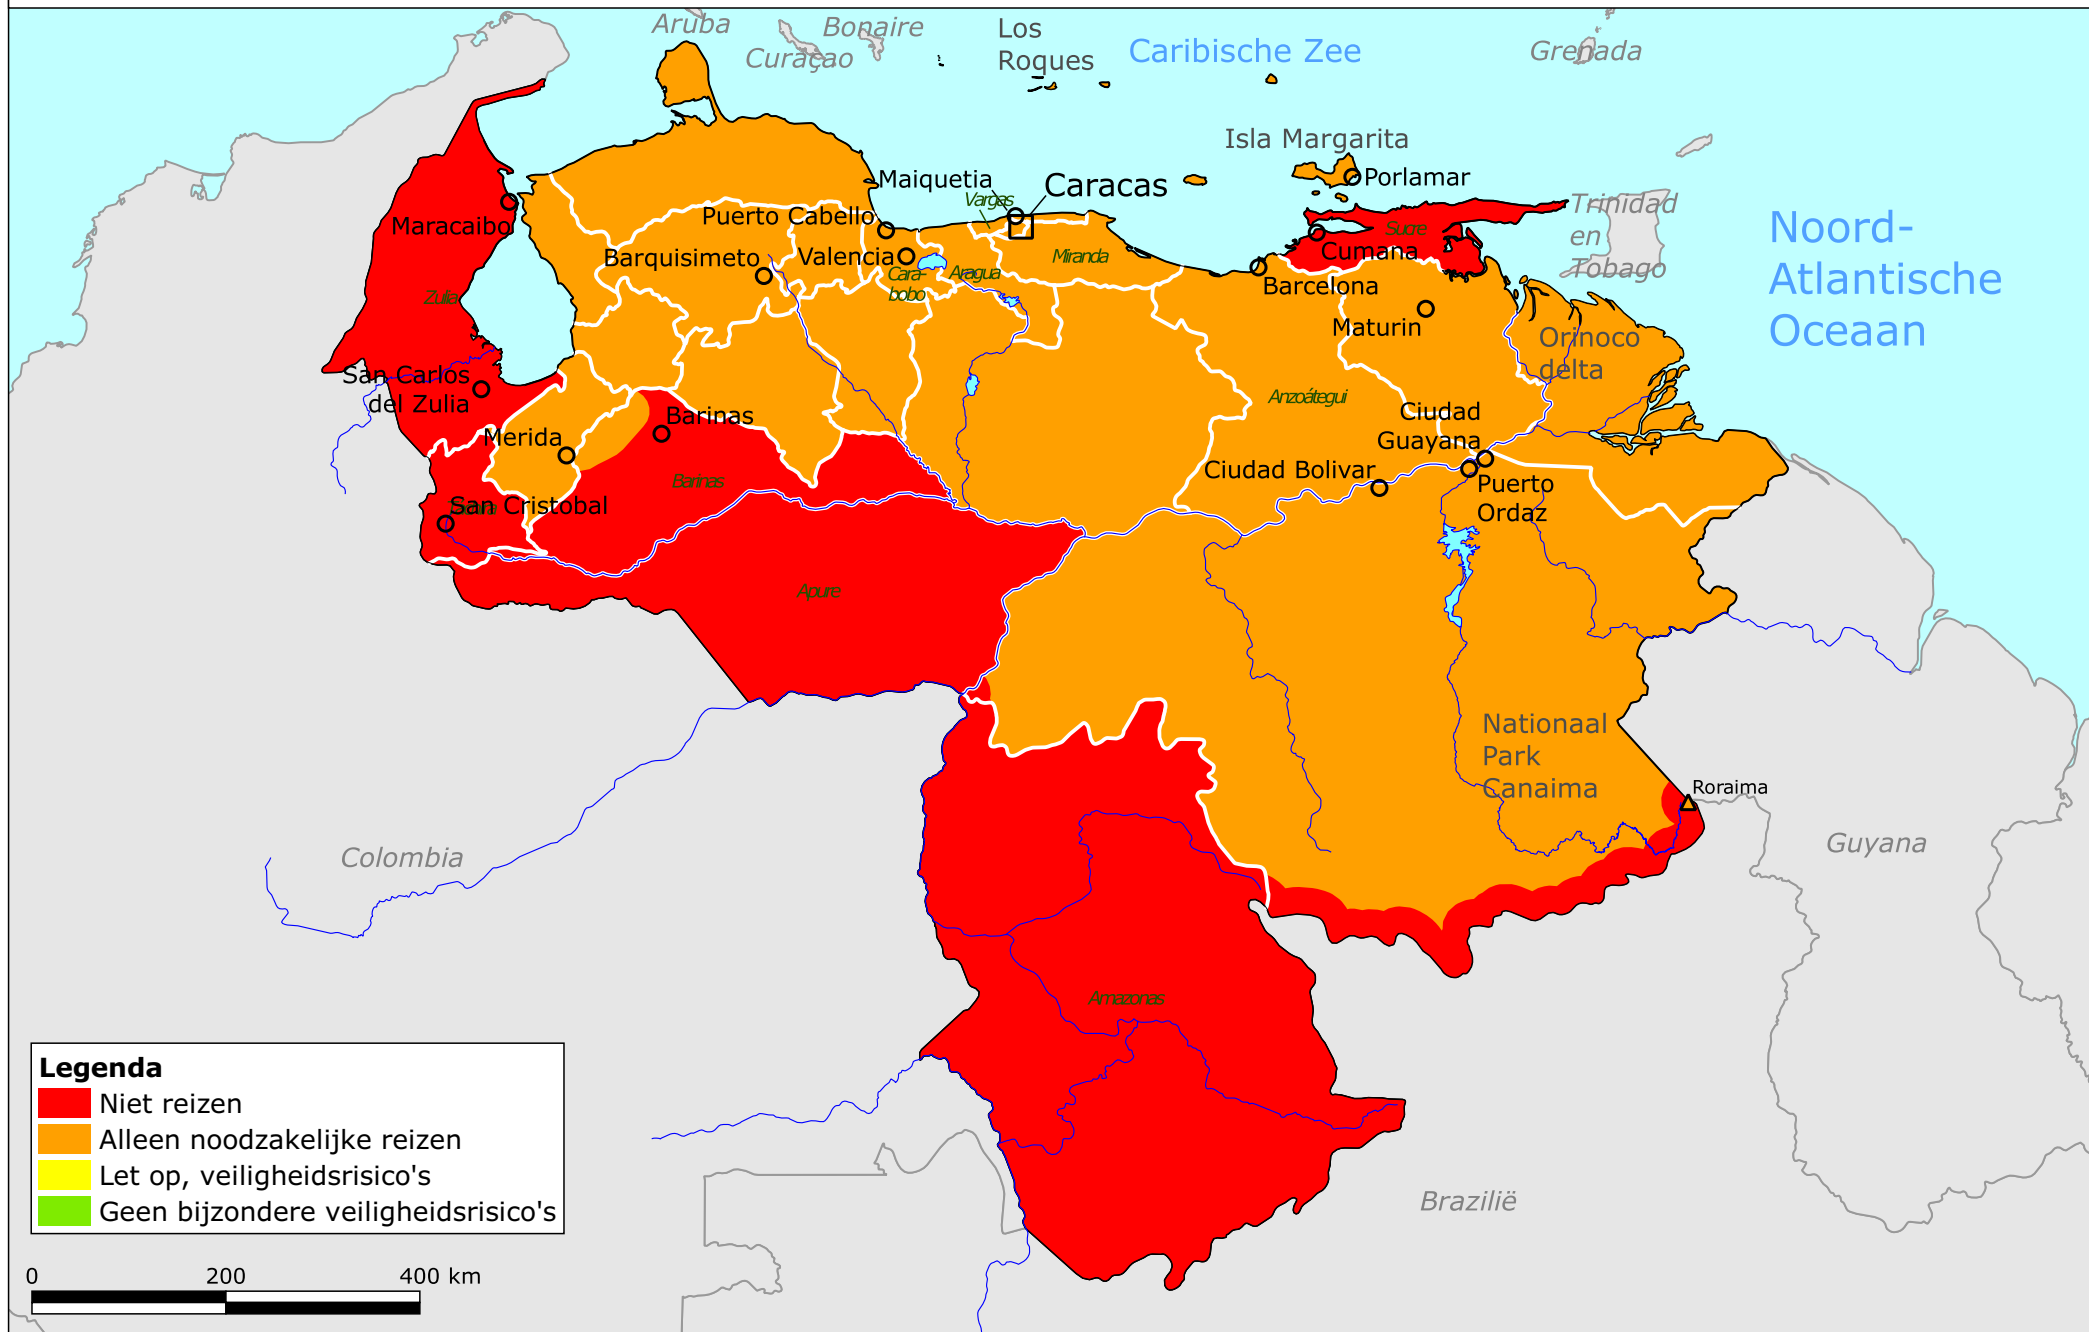 Aruba
Bonaire
Curaçao
Los
Roques
Caribische Zee
Grenada
Isla Margarita
Porlamar
Maiquetia
Caracas
Vargas
Puerto Cabello
Maracaibo
Barquisimeto
Valencia
Cara-
bobo
Aragua
Miranda
Sucre
Cumana
Barcelona
Maturin
Trinidad
en
Tobago
Noord-
Atlantische
Oceaan
Zulia
Orinoco
delta
San Carlos
del Zulia
Merida
Barinas
Barinas
Anzoátegui
Ciudad
Guayana
Ciudad Bolivar
Puerto
Ordaz
San Cristobal
Apure
Nationaal
Park
Canaima
Roraima
Colombia
Guyana
Amazonas
Brazilië
Legenda
Niet reizen
Alleen noodzakelijke reizen
Let op, veiligheidsrisico's
Geen bijzondere veiligheidsrisico's
0 200 400 km